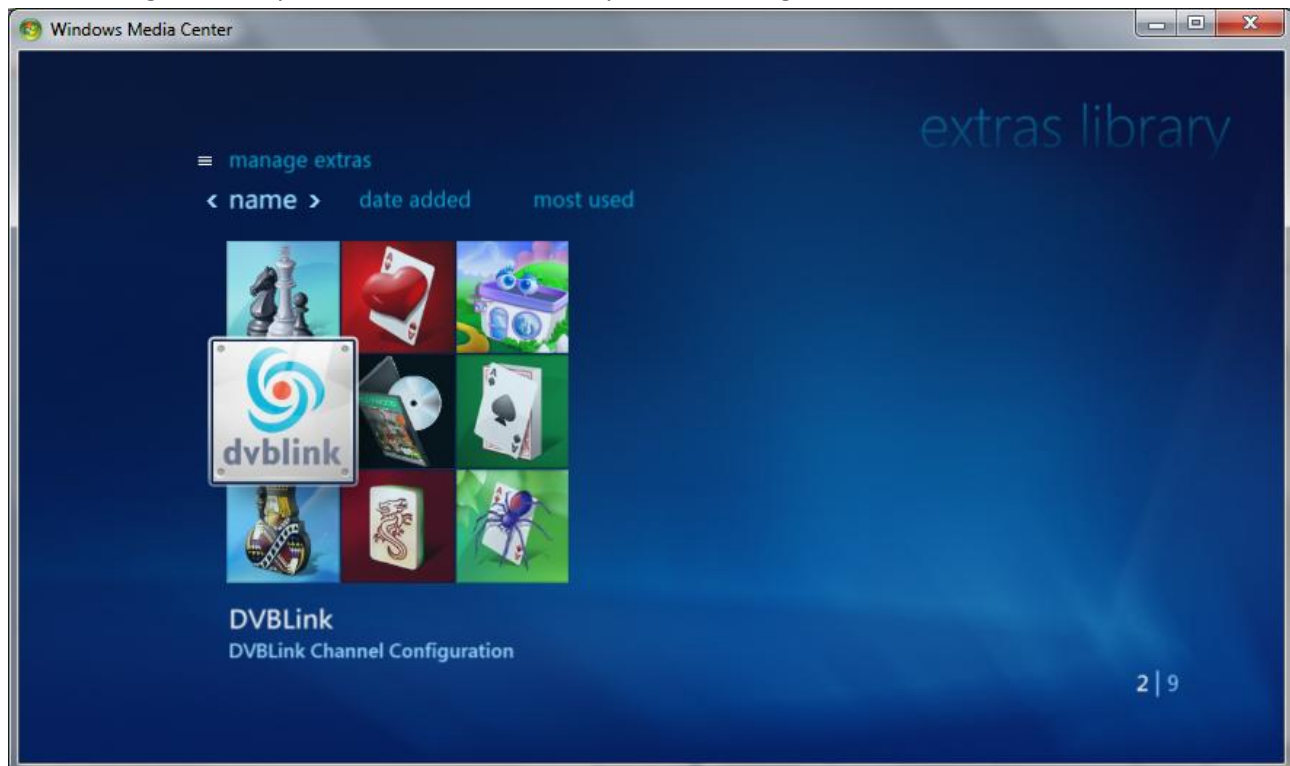 Windows Media Center
extras library
manage extras
< name > date added most used
dvblink
DVBLink
DVBLink Channel Configuration
2 | 9